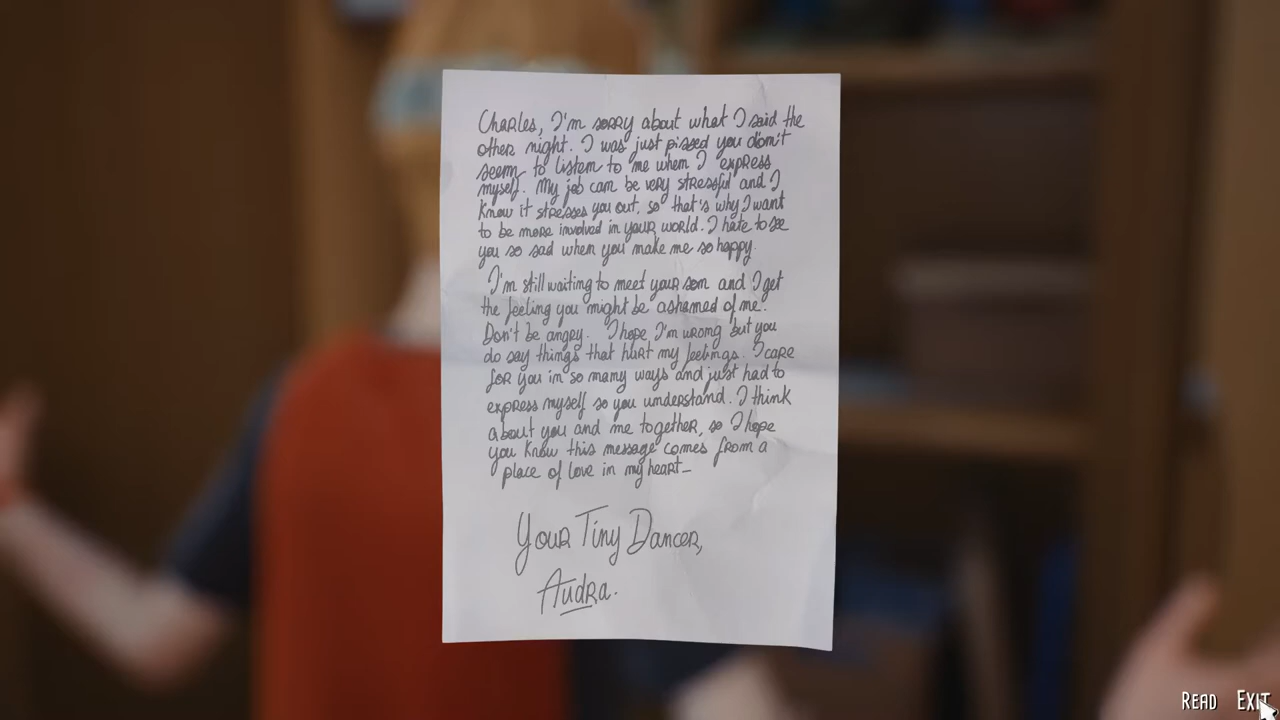 Charles, I'm sorry about what I said the
other night. I was just pissed you don't
seem to listen to me when I express
myself. My job can be very stressful and I
know it stresses you out, so that's why I want
to be more involved in your world. I hate to see
you so sad when you make me so happy.
I'm still waiting to meet your son and I get
the feeling you might be ashamed of me.
Don't be angry. I hope I'm wrong but you
do say things that hurt my feelings. I care
for you in so many ways and just had to
express myself so you understand. I think
about you and me together, so I hope
you know this message comes from a
place of love in my heart—
Your Tiny Dancer,
Audra.
READ EXIT